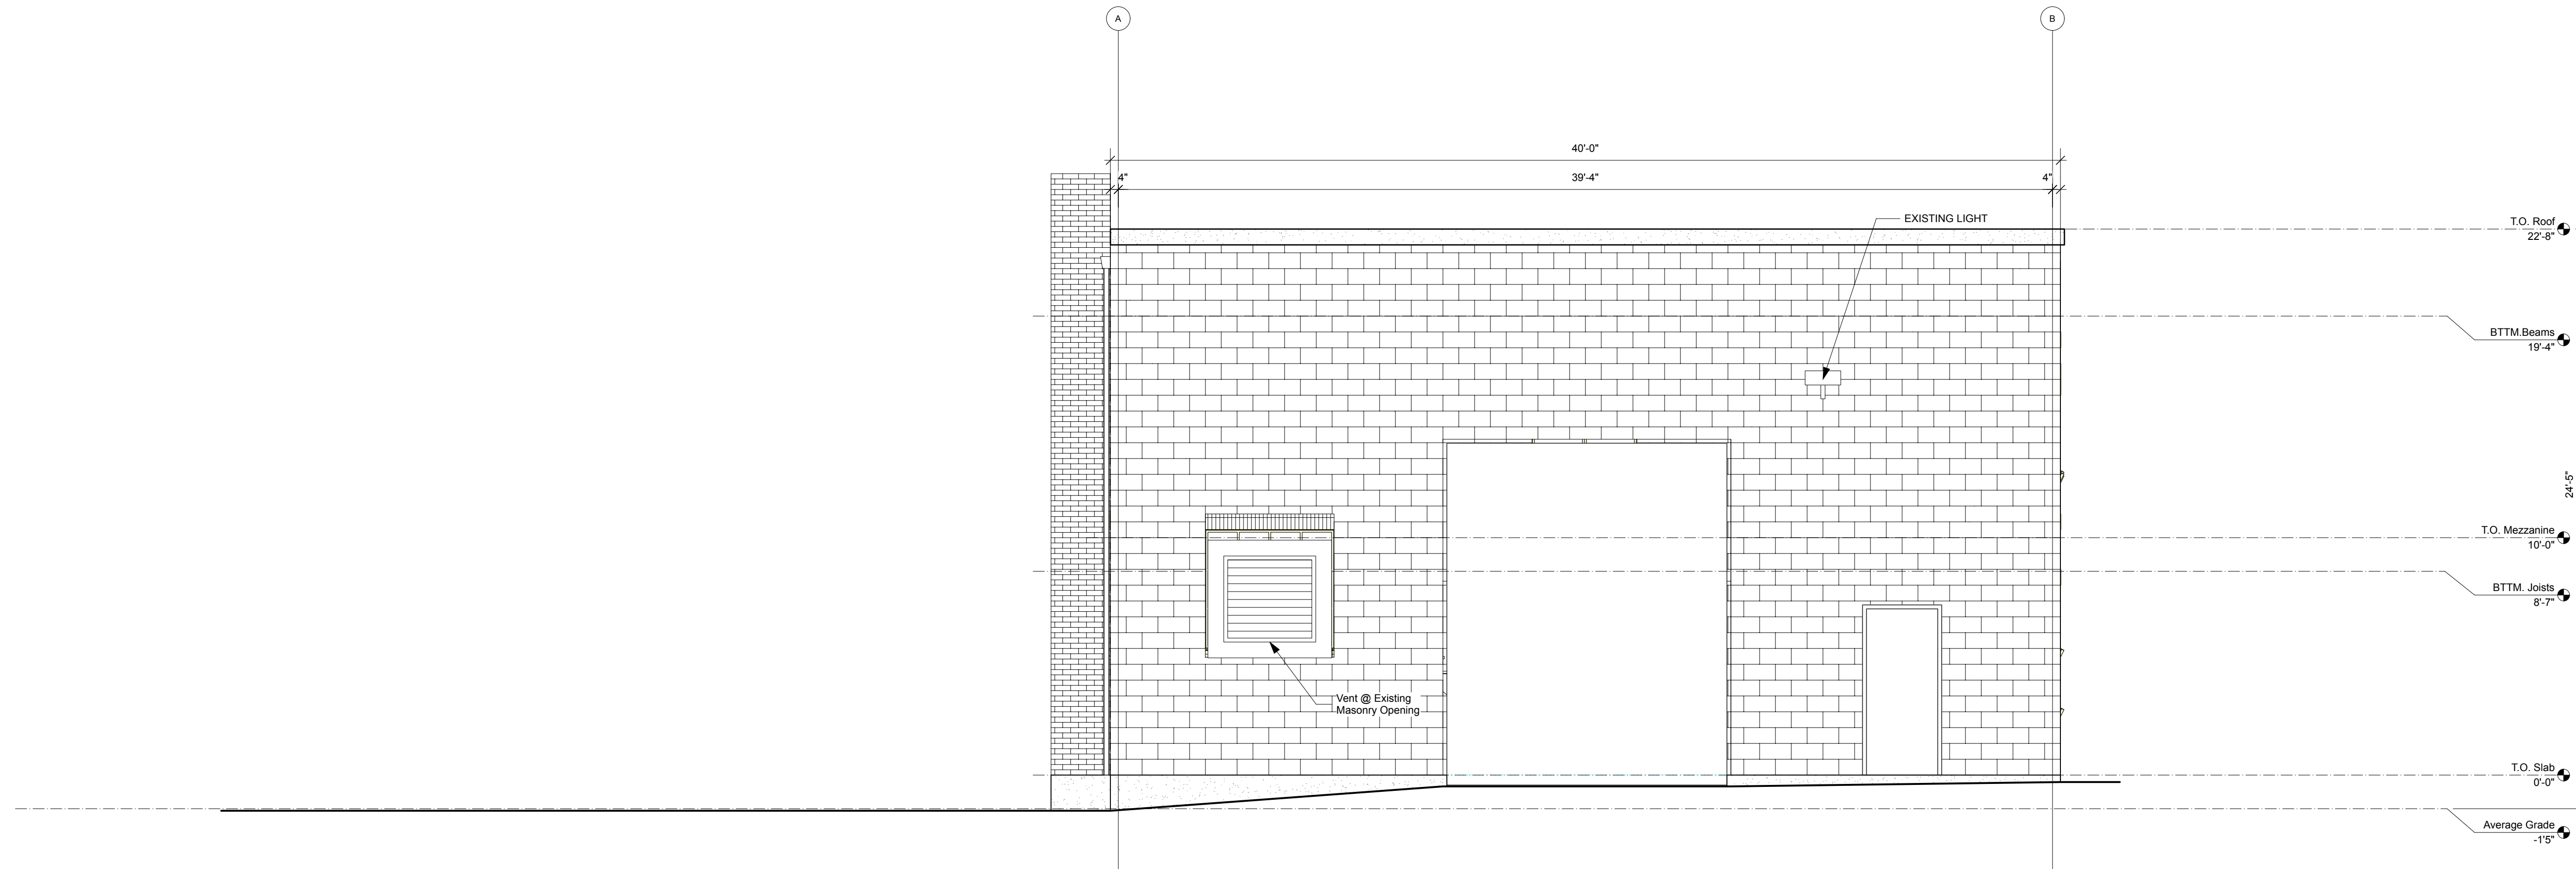 A
B
40'-0"
4"
39'-4"
4"
EXISTING LIGHT
T.O. Roof
22'-8"
BTTM.Beams
19'-4"
24'-5"
T.O. Mezzanine
10'-0"
BTTM. Joists
8'-7"
Vent @ Existing
Masonry Opening
T.O. Slab
0'-0"
Average Grade
-1'5"